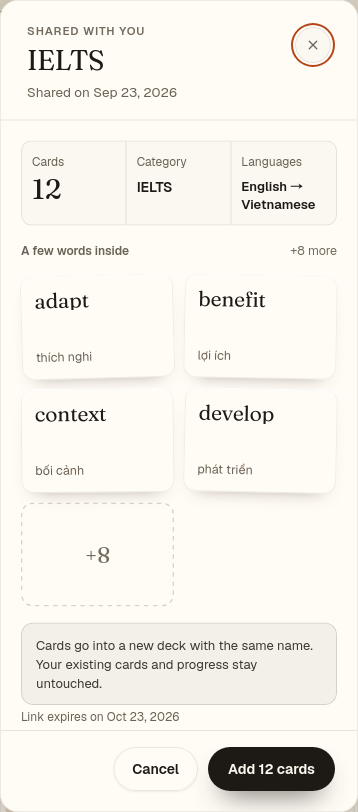 SHARED WITH YOU
IELTS
Shared on Sep 23, 2026
Cards
12
Category
IELTS
Languages
English →
Vietnamese
A few words inside
+8 more
adapt
thích nghi
benefit
lợi ích
context
bối cảnh
develop
phát triển
+8
Cards go into a new deck with the same name.
Your existing cards and progress stay
untouched.
Link expires on Oct 23, 2026
Cancel
Add 12 cards